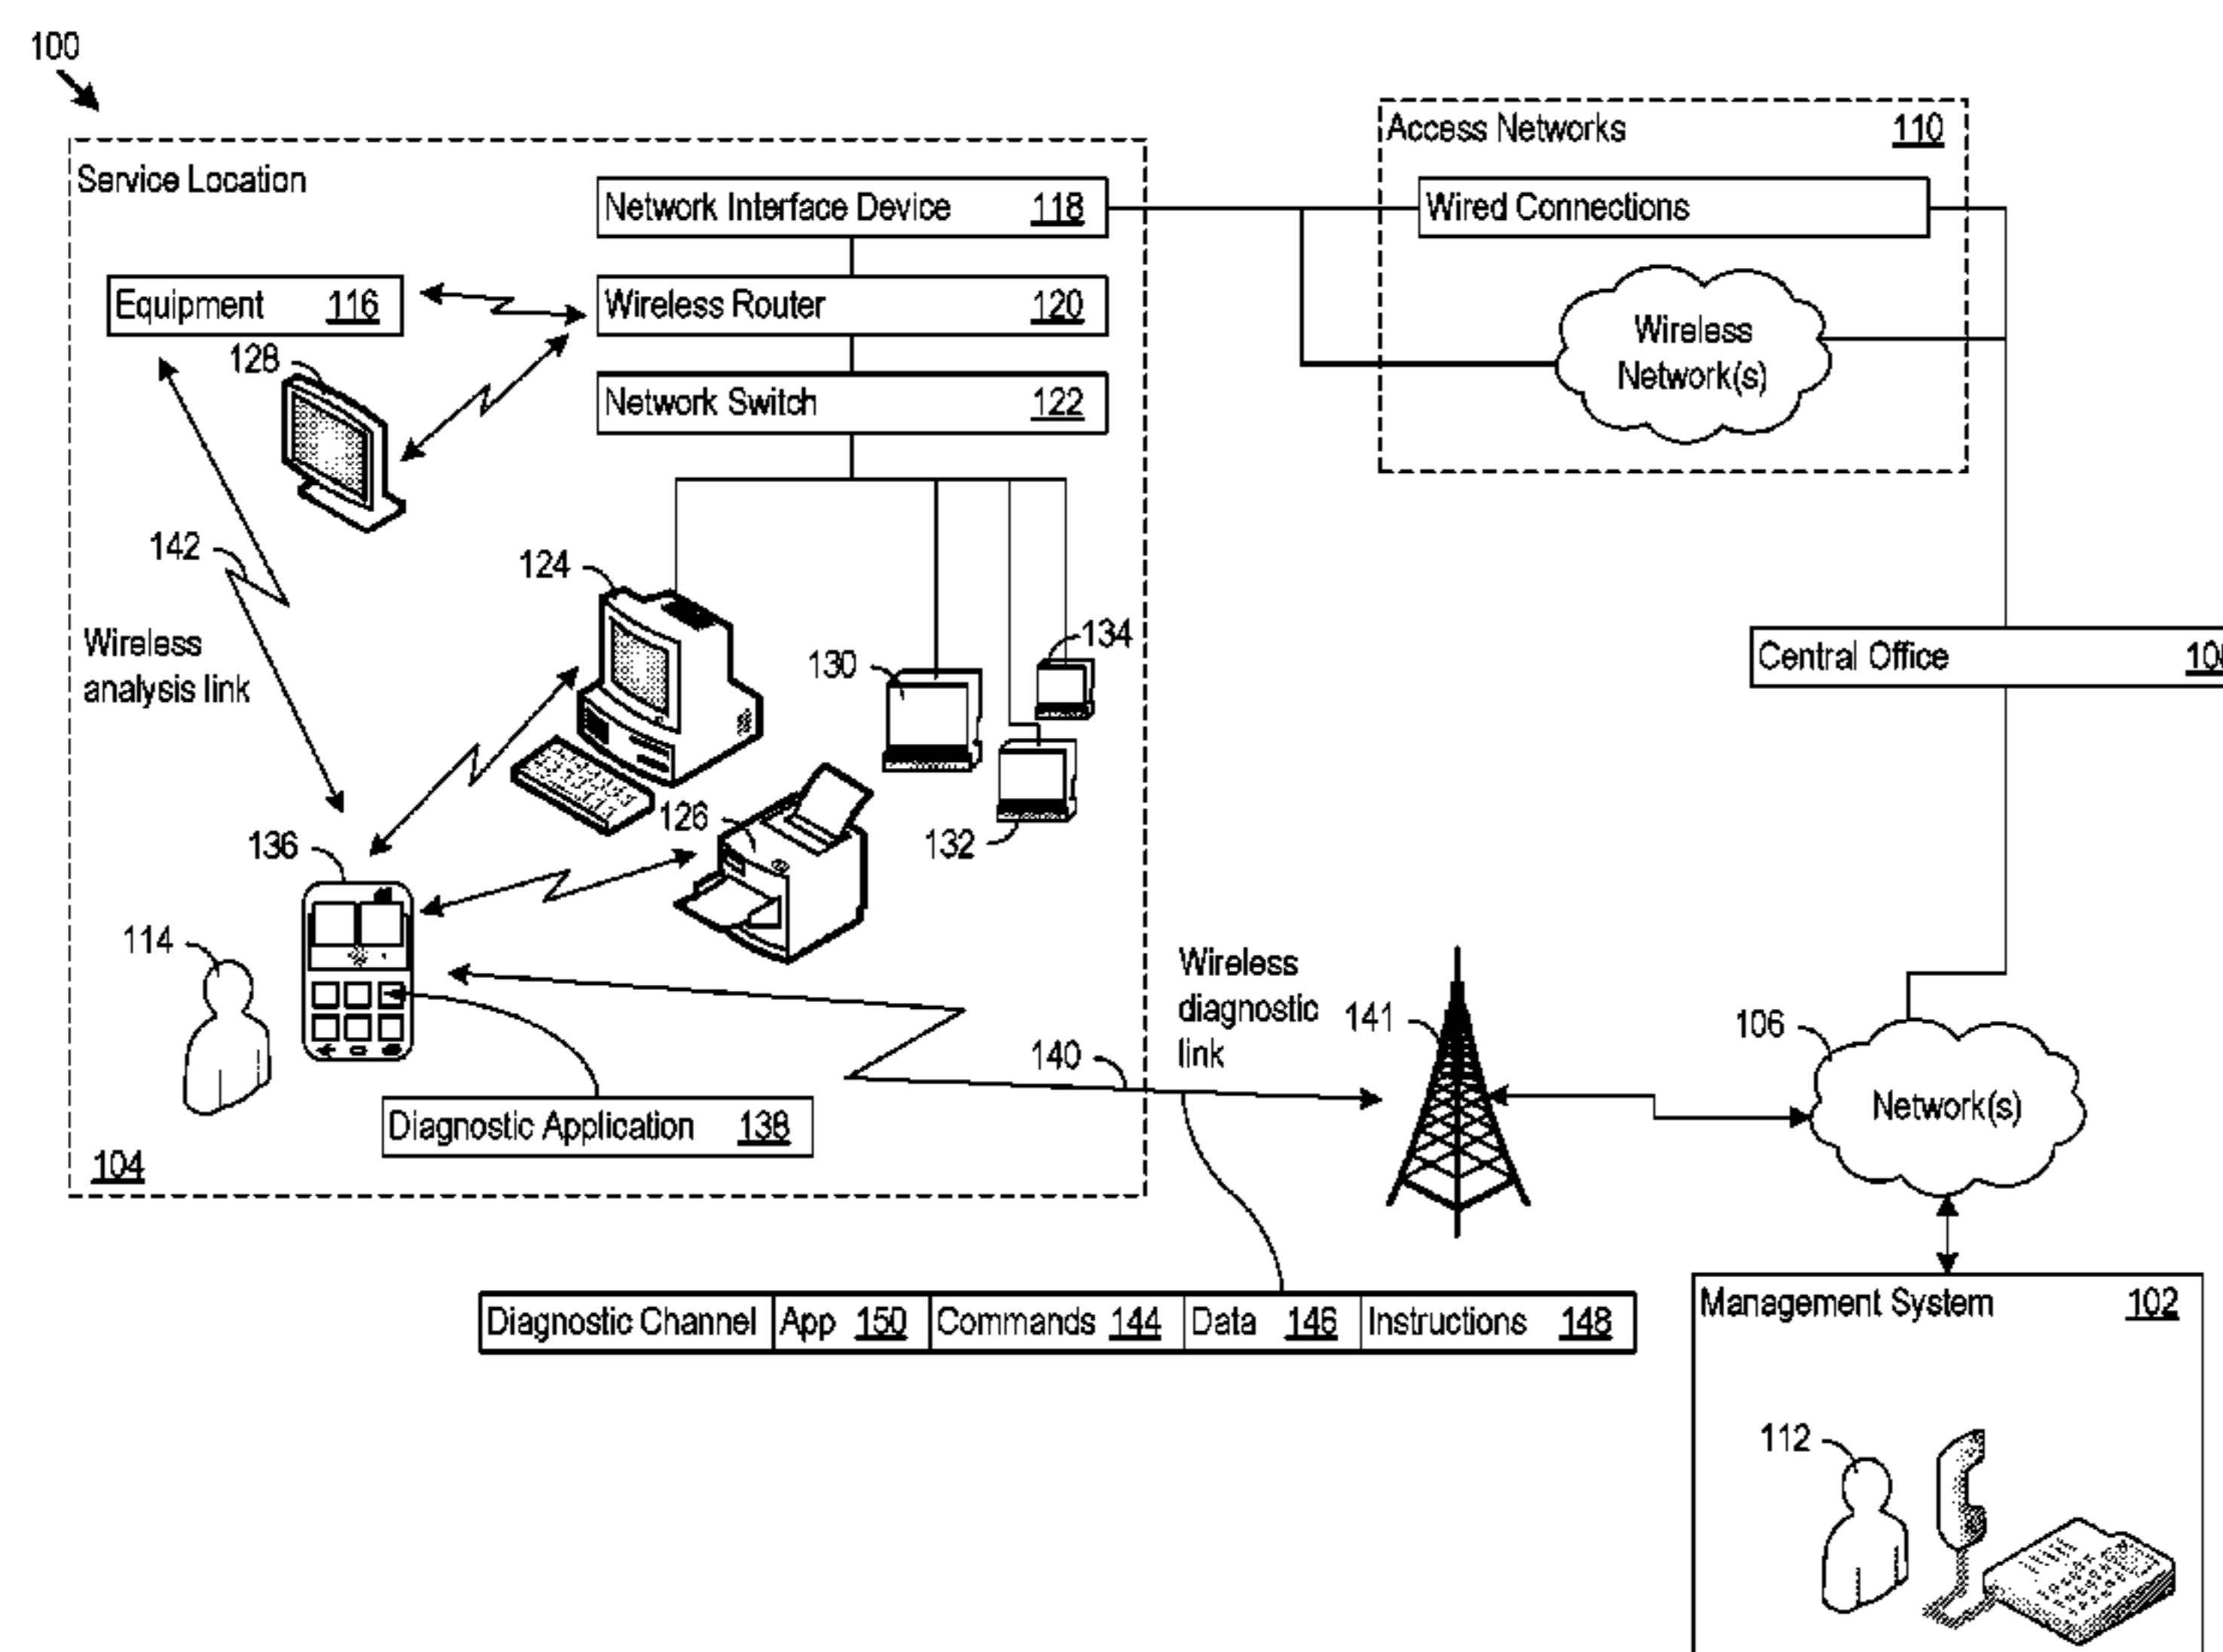 100
Access Networks 110
Service Location
Network Interface Device 118
Wired Connections
Equipment 116
Wireless Router 120
Wireless
Network(s)
128
Network Switch 122
142
124
Wireless
analysis link
130
134
Central Office
126
132
136
114
Wireless
diagnostic
link
141
106
140
Network(s)
Diagnostic Application 138
104
Diagnostic Channel App 150 Commands 144 Data 146 Instructions 148
Management System 102
112